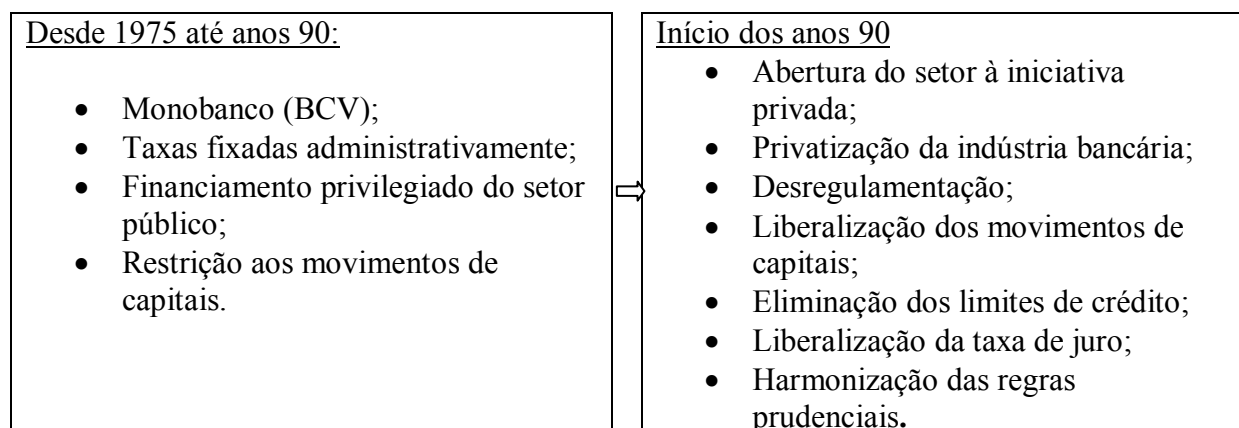 Desde 1975 até anos 90:
• Monobanco (BCV);
• Taxas fixadas administrativamente;
• Financiamento privilegiado do setor
público;
• Restrição aos movimentos de
capitais.
Início dos anos 90
• Abertura do setor à iniciativa
privada;
• Privatização da indústria bancária;
• Desregulamentação;
• Liberalização dos movimentos de
capitais;
• Eliminação dos limites de crédito;
• Liberalização da taxa de juro;
• Harmonização das regras
prudenciais.